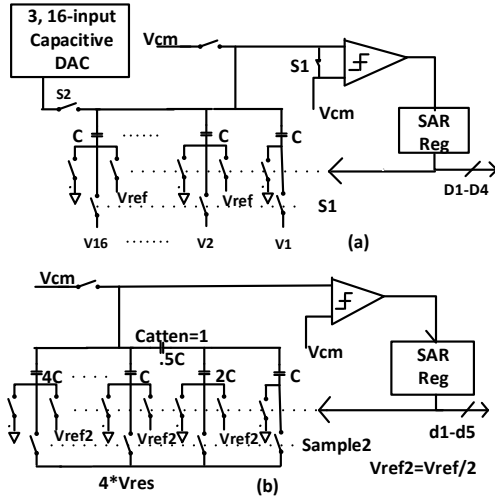 3, 16-input
Capacitive
DAC
Vcm
S1
S2
Vcm
C ...... C C
SAR
Reg
Vref Vref
D1-D4
S1
V16 ....... V2 V1
(a)
(b)
Vcm
Catten=1
.5C
Vcm
4C C 2C C
SAR
Reg
Vref2 Vref2 Vref2
Sample2
d1-d5
4*Vres
Vref2=Vref/2